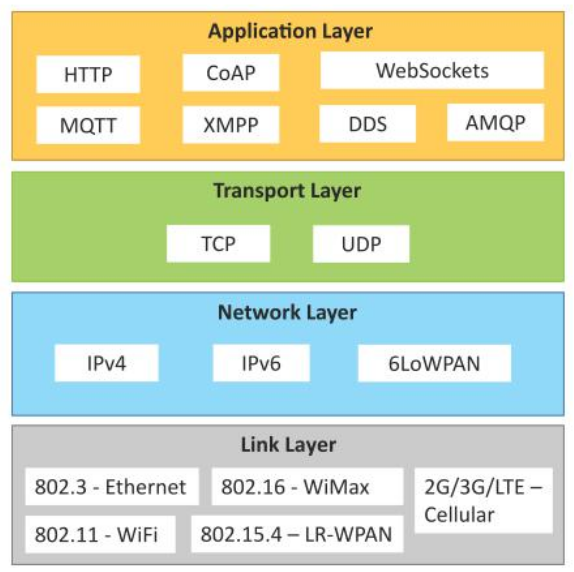 Application Layer
HTTP
CoAP
WebSockets
MQTT
XMPP
DDS
AMQP
Transport Layer
TCP
UDP
Network Layer
IPv4
IPv6
6LoWPAN
Link Layer
802.3 - Ethernet
802.16 - WiMax
2G/3G/LTE –
Cellular
802.11 - WiFi
802.15.4 – LR-WPAN